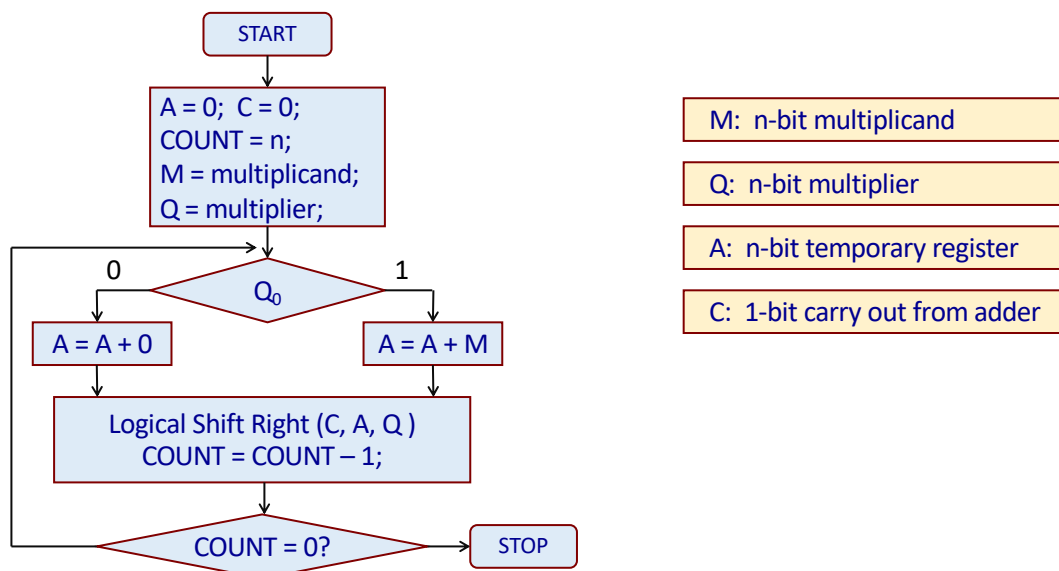 START
A = 0; C = 0;
COUNT = n;
M = multiplicand;
Q = multiplier;
0
1
Q₀
A = A + 0
A = A + M
Logical Shift Right (C, A, Q )
COUNT = COUNT – 1;
COUNT = 0?
STOP
M: n-bit multiplicand
Q: n-bit multiplier
A: n-bit temporary register
C: 1-bit carry out from adder